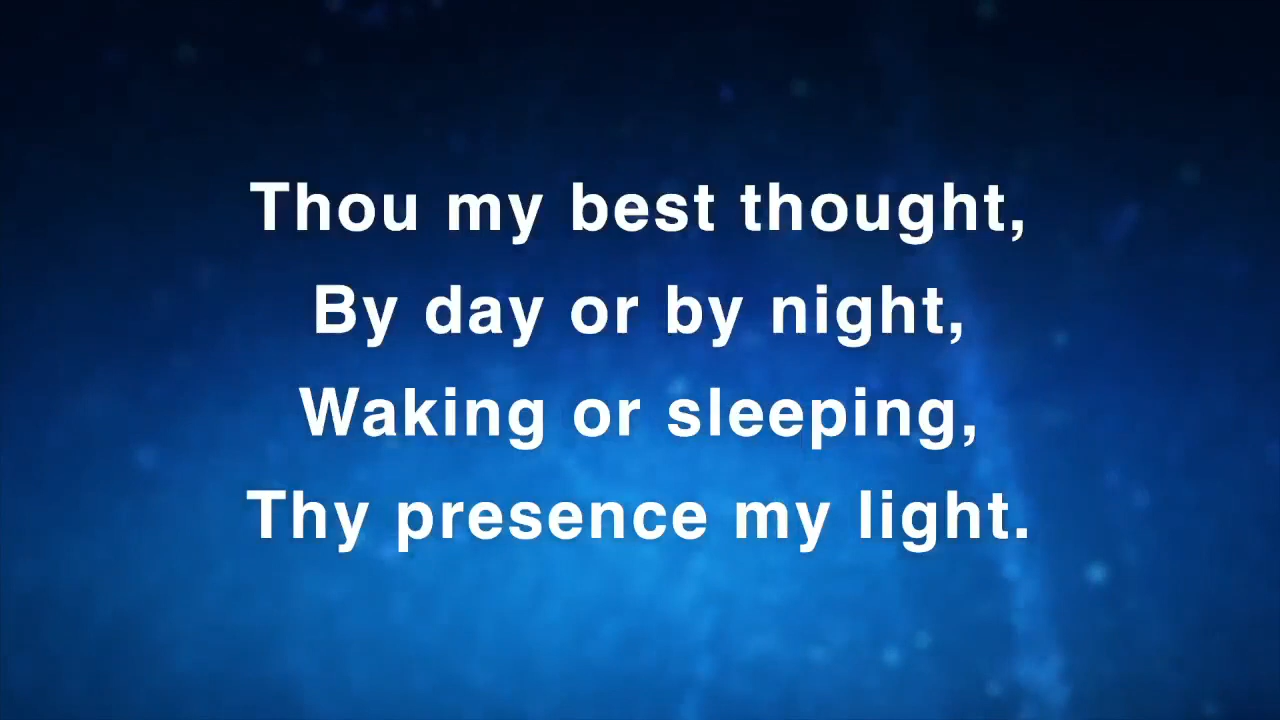 Thou my best thought,
By day or by night,
Waking or sleeping,
Thy presence my light.